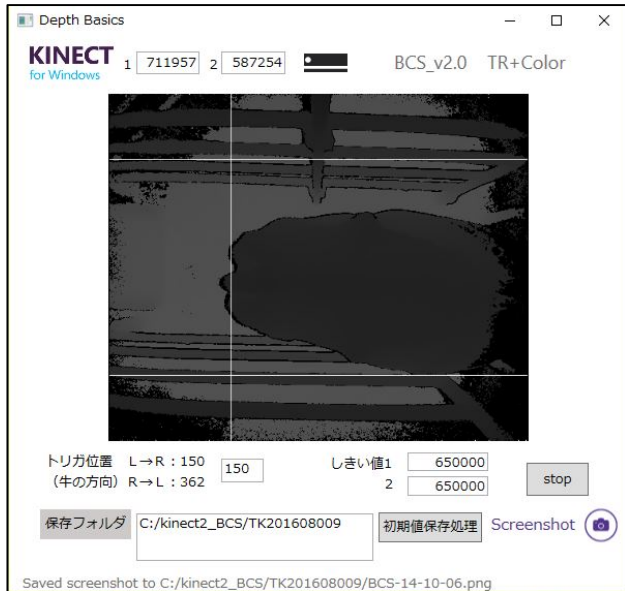 Depth Basics
KINECT for Windows 1 711957 2 587254 BCS_v2.0 TR+Color
トリガ位置 L→R:150 150 しきい値1 650000
(牛の方向) R→L:362 2 650000 stop
保存フォルダ C:/kinect2_BCS/TK201608009 初期値保存処理 Screenshot
Saved screenshot to C:/kinect2_BCS/TK201608009/BCS-14-10-06.png